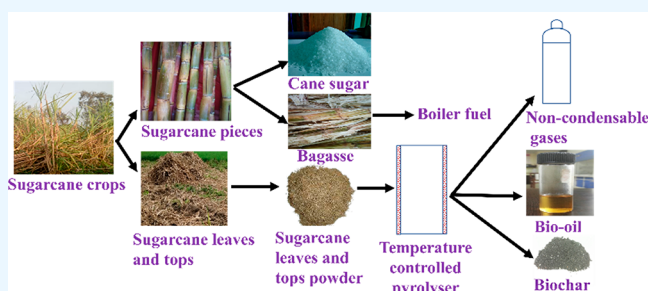 Cane sugar
Sugarcane pieces
Boiler fuel
Non-condensable
gases
Bagasse
Sugarcane crops
Sugarcane leaves
and tops
Sugarcane
leaves and
tops powder
Temperature
controlled
pyrolyser
Bio-oil
Biochar